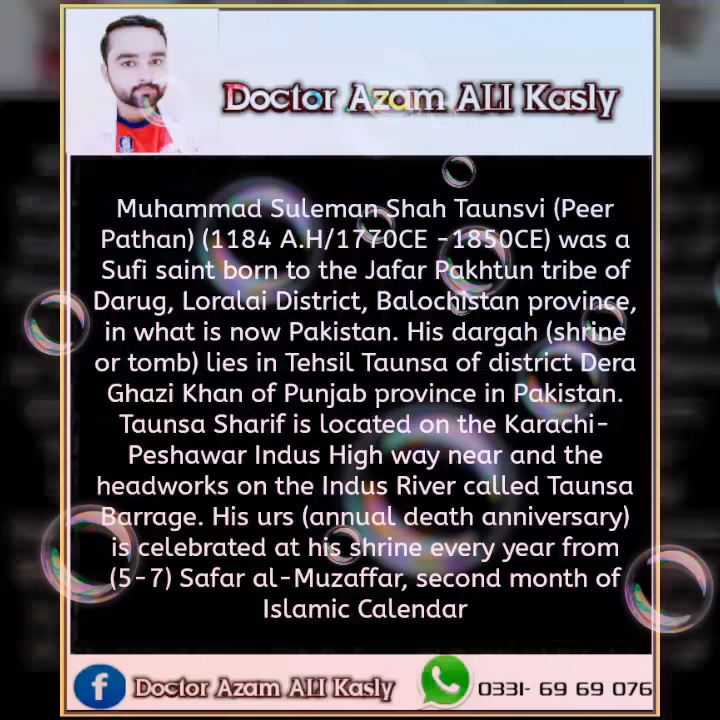 Doctor Azam ALI Kasly
Muhammad Suleman Shah Taunsvi (Peer
Pathan) (1184 A.H/1770CE -1850CE) was a
Sufi saint born to the Jafar Pakhtun tribe of
Darug, Loralai District, Balochistan province,
in what is now Pakistan. His dargah (shrine
or tomb) lies in Tehsil Taunsa of district Dera
Ghazi Khan of Punjab province in Pakistan.
Taunsa Sharif is located on the Karachi-
Peshawar Indus High way near and the
headworks on the Indus River called Taunsa
Barrage. His urs (annual death anniversary)
is celebrated at his shrine every year from
(5-7) Safar al-Muzaffar, second month of
Islamic Calendar
f Doctor Azam ALI Kasly 0331- 69 69 076